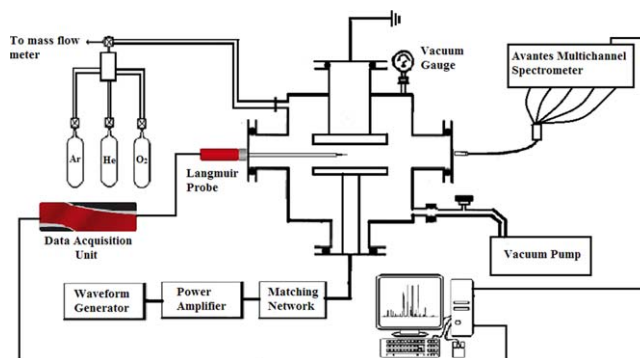 To mass flow
meter
Vacuum
Gauge
Avantes Multichannel
Spectrometer
Ar
He
O2
Langmuir
Probe
Data Acquisition
Unit
Vacuum Pump
Waveform
Generator
Power
Amplifier
Matching
Network